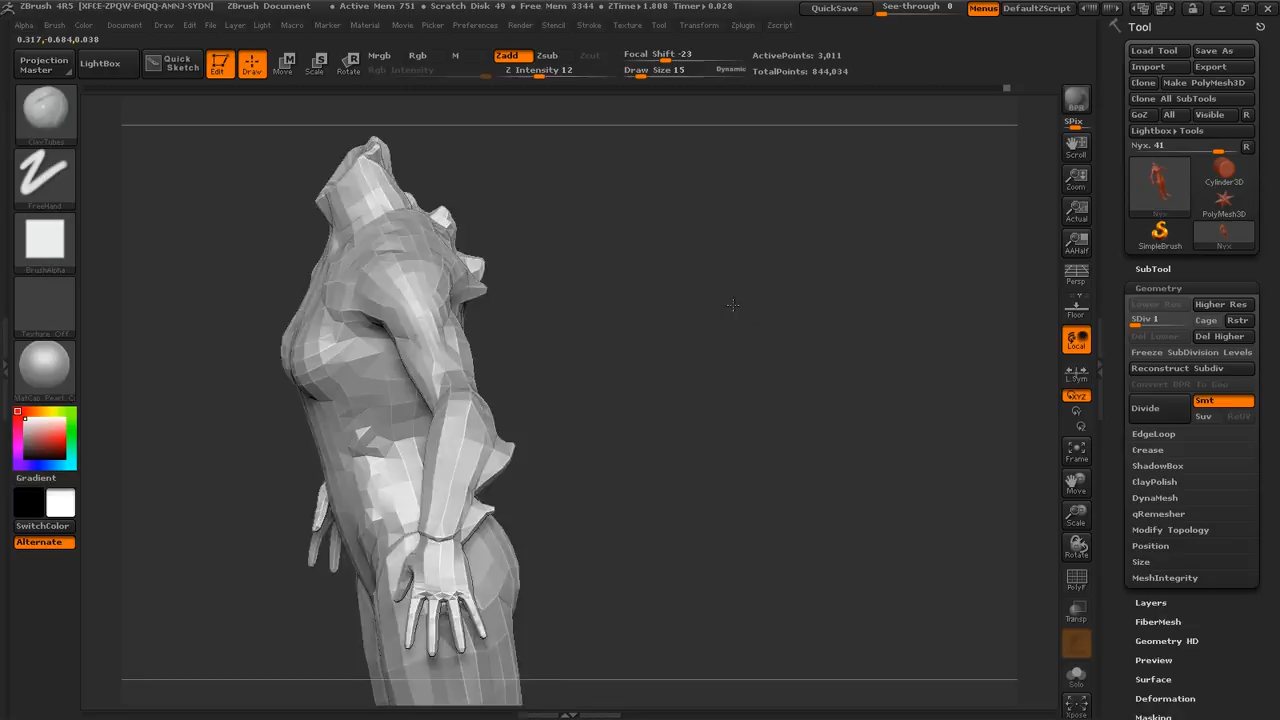 ZBrush 4R5 [XFCE-ZPQW-EMQQ-AMNJ-SYDN] ZBrush Document • Active Mem 751 • Scratch Disk 49 • Free Mem 3344 • ZTime▸1.808 Timer▸0.028 QuickSave See-through 0 Menus DefaultZScript
Alpha Brush Color Document Draw Edit File Layer Light Macro Marker Material Movie Picker Preferences Render Stencil Stroke Texture Tool Transform Zplugin Zscript
0.317,-0.684,0.038
Projection Master
LightBox
Quick Sketch
Edit
Draw
Move
Scale
Rotate
Mrgb Rgb M
Rgb Intensity
Zadd Zsub Zcut
Z Intensity 12
Focal Shift -23
Draw Size 15 Dynamic
ActivePoints: 3,011
TotalPoints: 844,034
ClayTubes
FreeHand
BrushAlpha
Texture Off
MatCap Pearl C
Gradient
SwitchColor
Alternate
BPR
SPix
Scroll
Zoom
Actual
AAHalf
Persp
Floor
Local
L.Sym
XYZ
Frame
Move
Scale
Rotate
PolyF
Transp
Solo
Xpose
Tool
Load Tool Save As
Import Export
Clone Make PolyMesh3D
Clone All SubTools
GoZ All Visible R
Lightbox▸Tools
Nyx. 41 R
Nyx
Cylinder3D
PolyMesh3D
SimpleBrush
Nyx
SubTool
Geometry
Lower Res Higher Res
SDiv 1 Cage Rstr
Del Lower Del Higher
Freeze SubDivision Levels
Reconstruct Subdiv
Convert BPR To Geo
Divide Smt
Suv ReUV
EdgeLoop
Crease
ShadowBox
ClayPolish
DynaMesh
qRemesher
Modify Topology
Position
Size
MeshIntegrity
Layers
FiberMesh
Geometry HD
Preview
Surface
Deformation
Masking